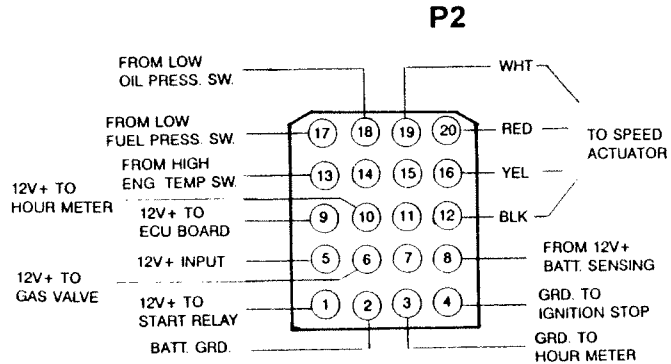 P2
FROM LOW
OIL PRESS. SW.
WHT
FROM LOW
FUEL PRESS. SW.
17 18 19 20
RED
TO SPEED
ACTUATOR
FROM HIGH
ENG. TEMP SW.
13 14 15 16
YEL
12V+ TO
HOUR METER
12V+ TO
ECU BOARD
9 10 11 12
BLK
12V+ INPUT
5 6 7 8
FROM 12V+
BATT. SENSING
12V+ TO
GAS VALVE
12V+ TO
START RELAY
1 2 3 4
GRD. TO
IGNITION STOP
BATT. GRD.
GRD. TO
HOUR METER